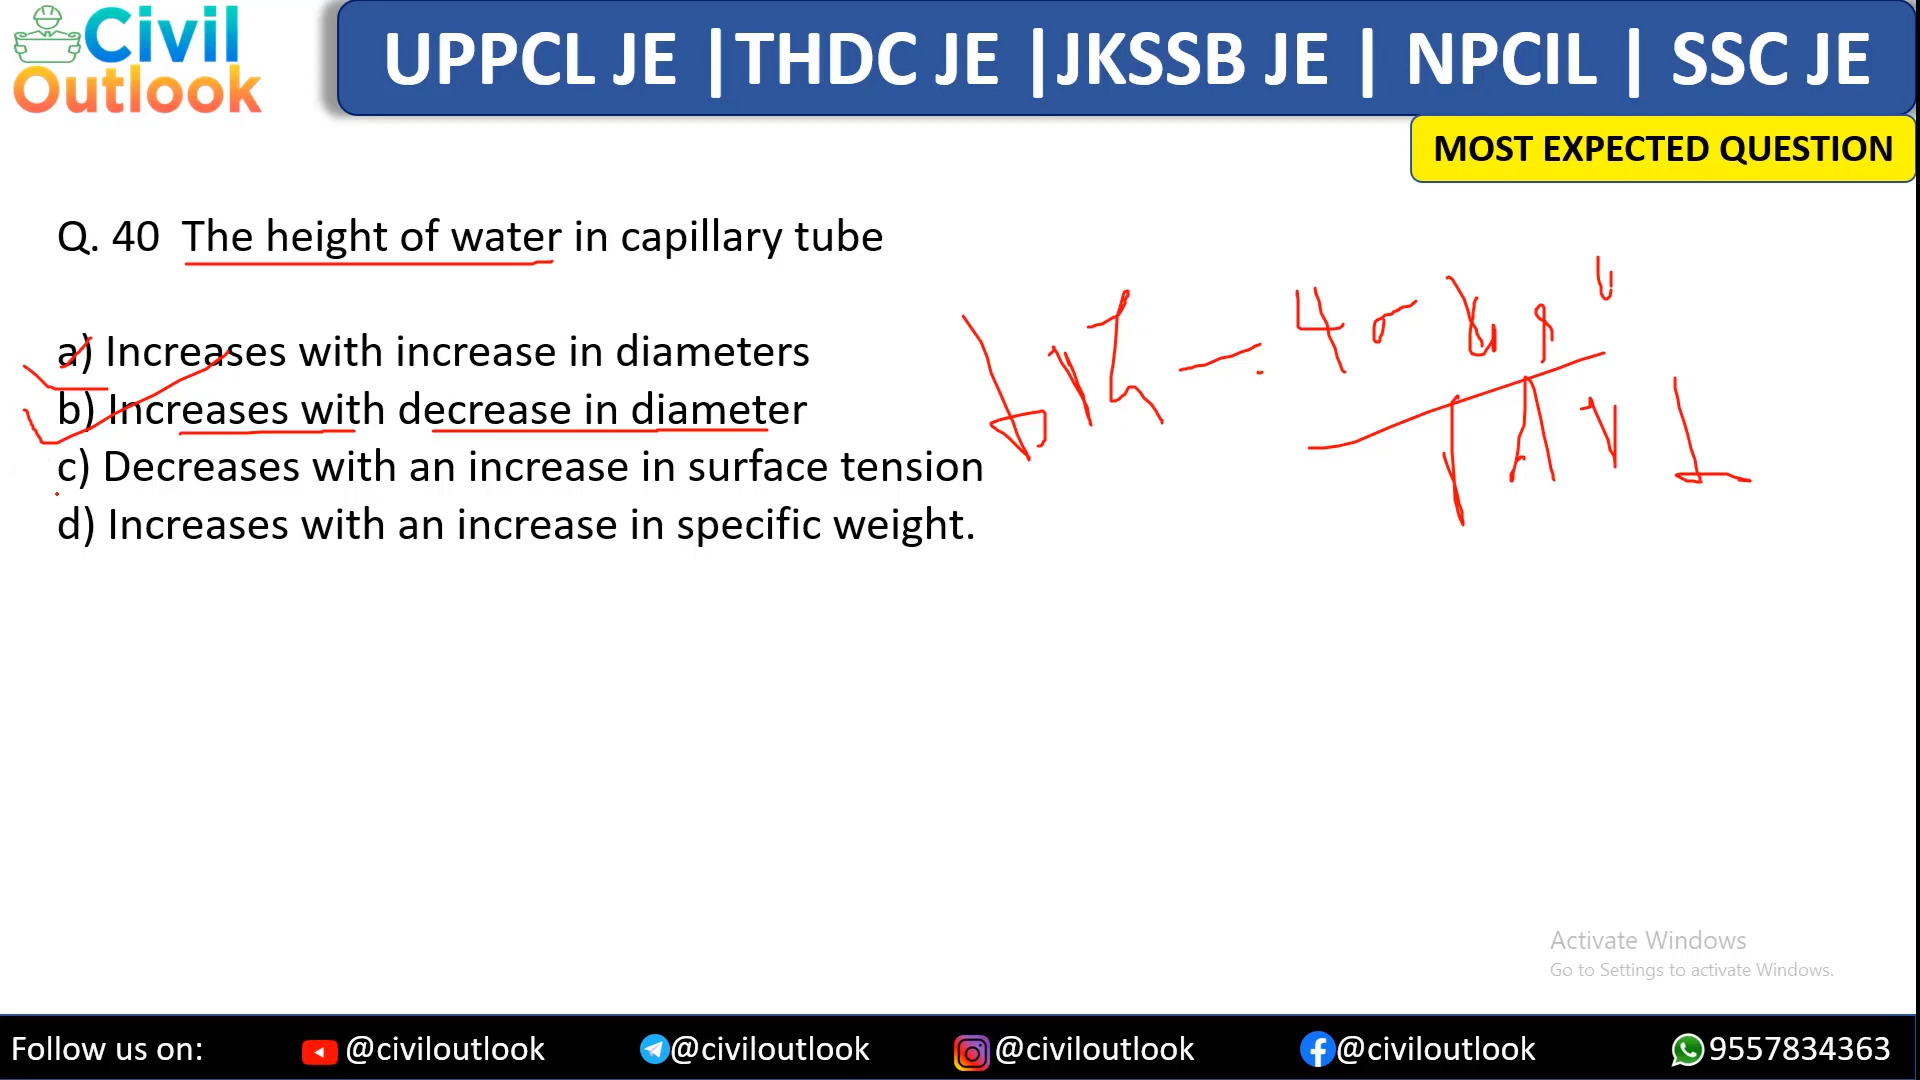 Civil
Outlook
UPPCL JE | THDC JE | JKSSB JE | NPCIL | SSC JE
MOST EXPECTED QUESTION
Q. 40 The height of water in capillary tube
a) Increases with increase in diameters
b) Increases with decrease in diameter
c) Decreases with an increase in surface tension
d) Increases with an increase in specific weight.
Activate Windows
Go to Settings to activate Windows.
Follow us on: @civiloutlook @civiloutlook @civiloutlook @civiloutlook 9557834363